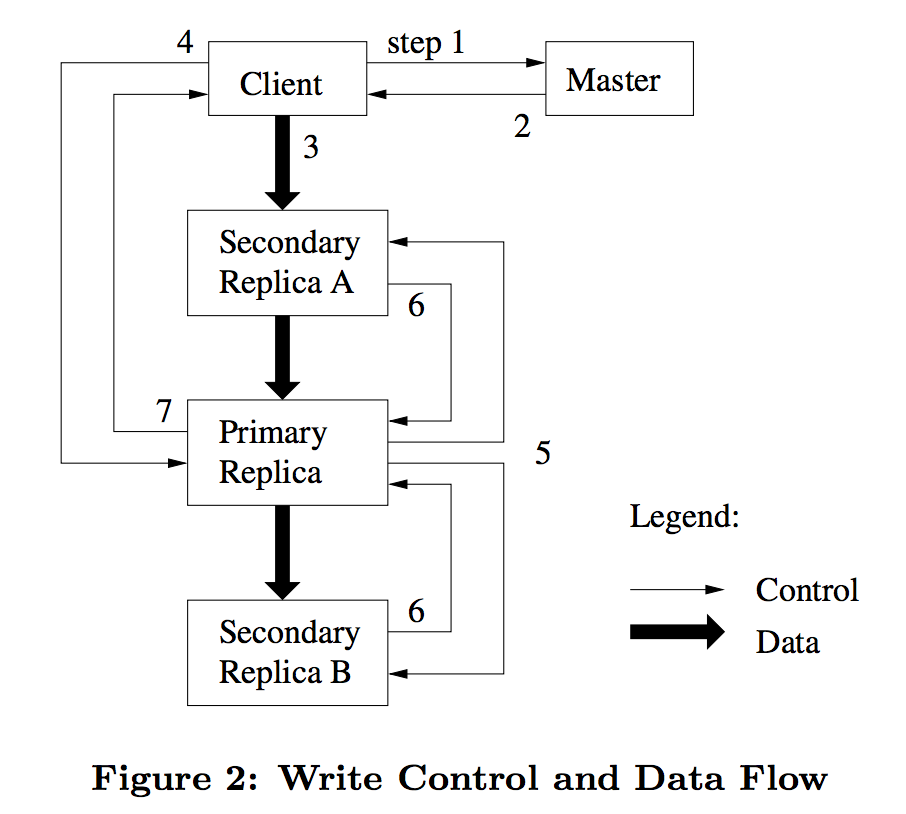 4
step 1
Client
Master
2
3
Secondary
Replica A
6
7
Primary
Replica
5
Legend:
Control
Data
6
Secondary
Replica B
Figure 2: Write Control and Data Flow